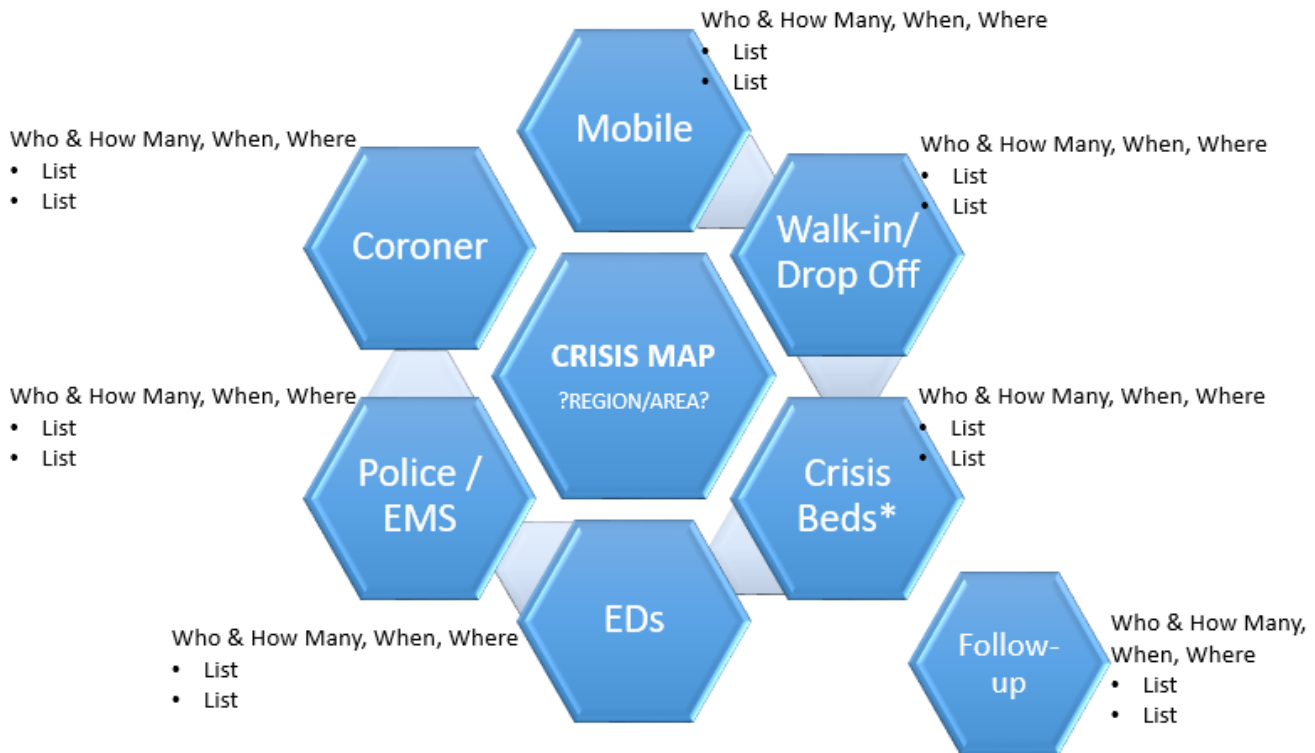 Who & How Many, When, Where
• List
• List
Mobile
Who & How Many, When, Where
• List
• List
Coroner
Who & How Many, When, Where
• List
• List
Walk-in/
Drop Off
CRISIS MAP
?REGION/AREA?
Who & How Many, When, Where
• List
• List
Police /
EMS
Who & How Many, When, Where
• List
• List
Crisis
Beds*
Who & How Many, When, Where
• List
• List
EDs
Follow-
up
Who & How Many,
When, Where
• List
• List